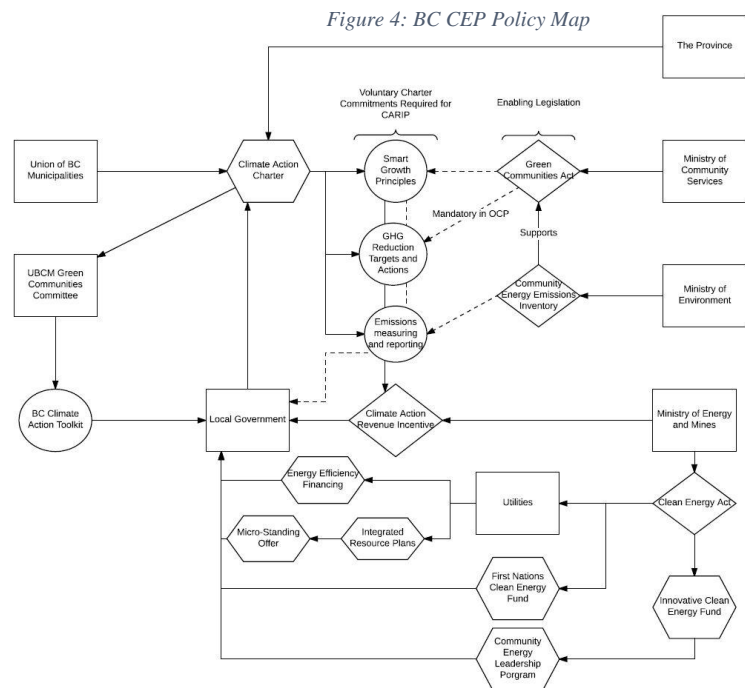 Figure 4: BC CEP Policy Map
The Province
Voluntary Charter
Commitments Required for
CARIP
Enabling Legislation
Union of BC
Municipalities
Climate Action
Charter
Smart
Growth
Principles
Green
Communities Act
Ministry of
Community
Services
Mandatory in OCP
GHG
Reduction
Targets and
Actions
Supports
UBCM Green
Communities
Committee
Community
Energy Emissions
Inventory
Ministry of
Environment
Emissions
measuring
and reporting
BC Climate
Action Toolkit
Local Government
Climate Action
Revenue Incentive
Ministry of Energy
and Mines
Energy Efficiency
Financing
Utilities
Clean Energy Act
Micro-Standing
Offer
Integrated
Resource Plans
First Nations
Clean Energy
Fund
Innovative Clean
Energy Fund
Community
Energy
Leadership
Porgram